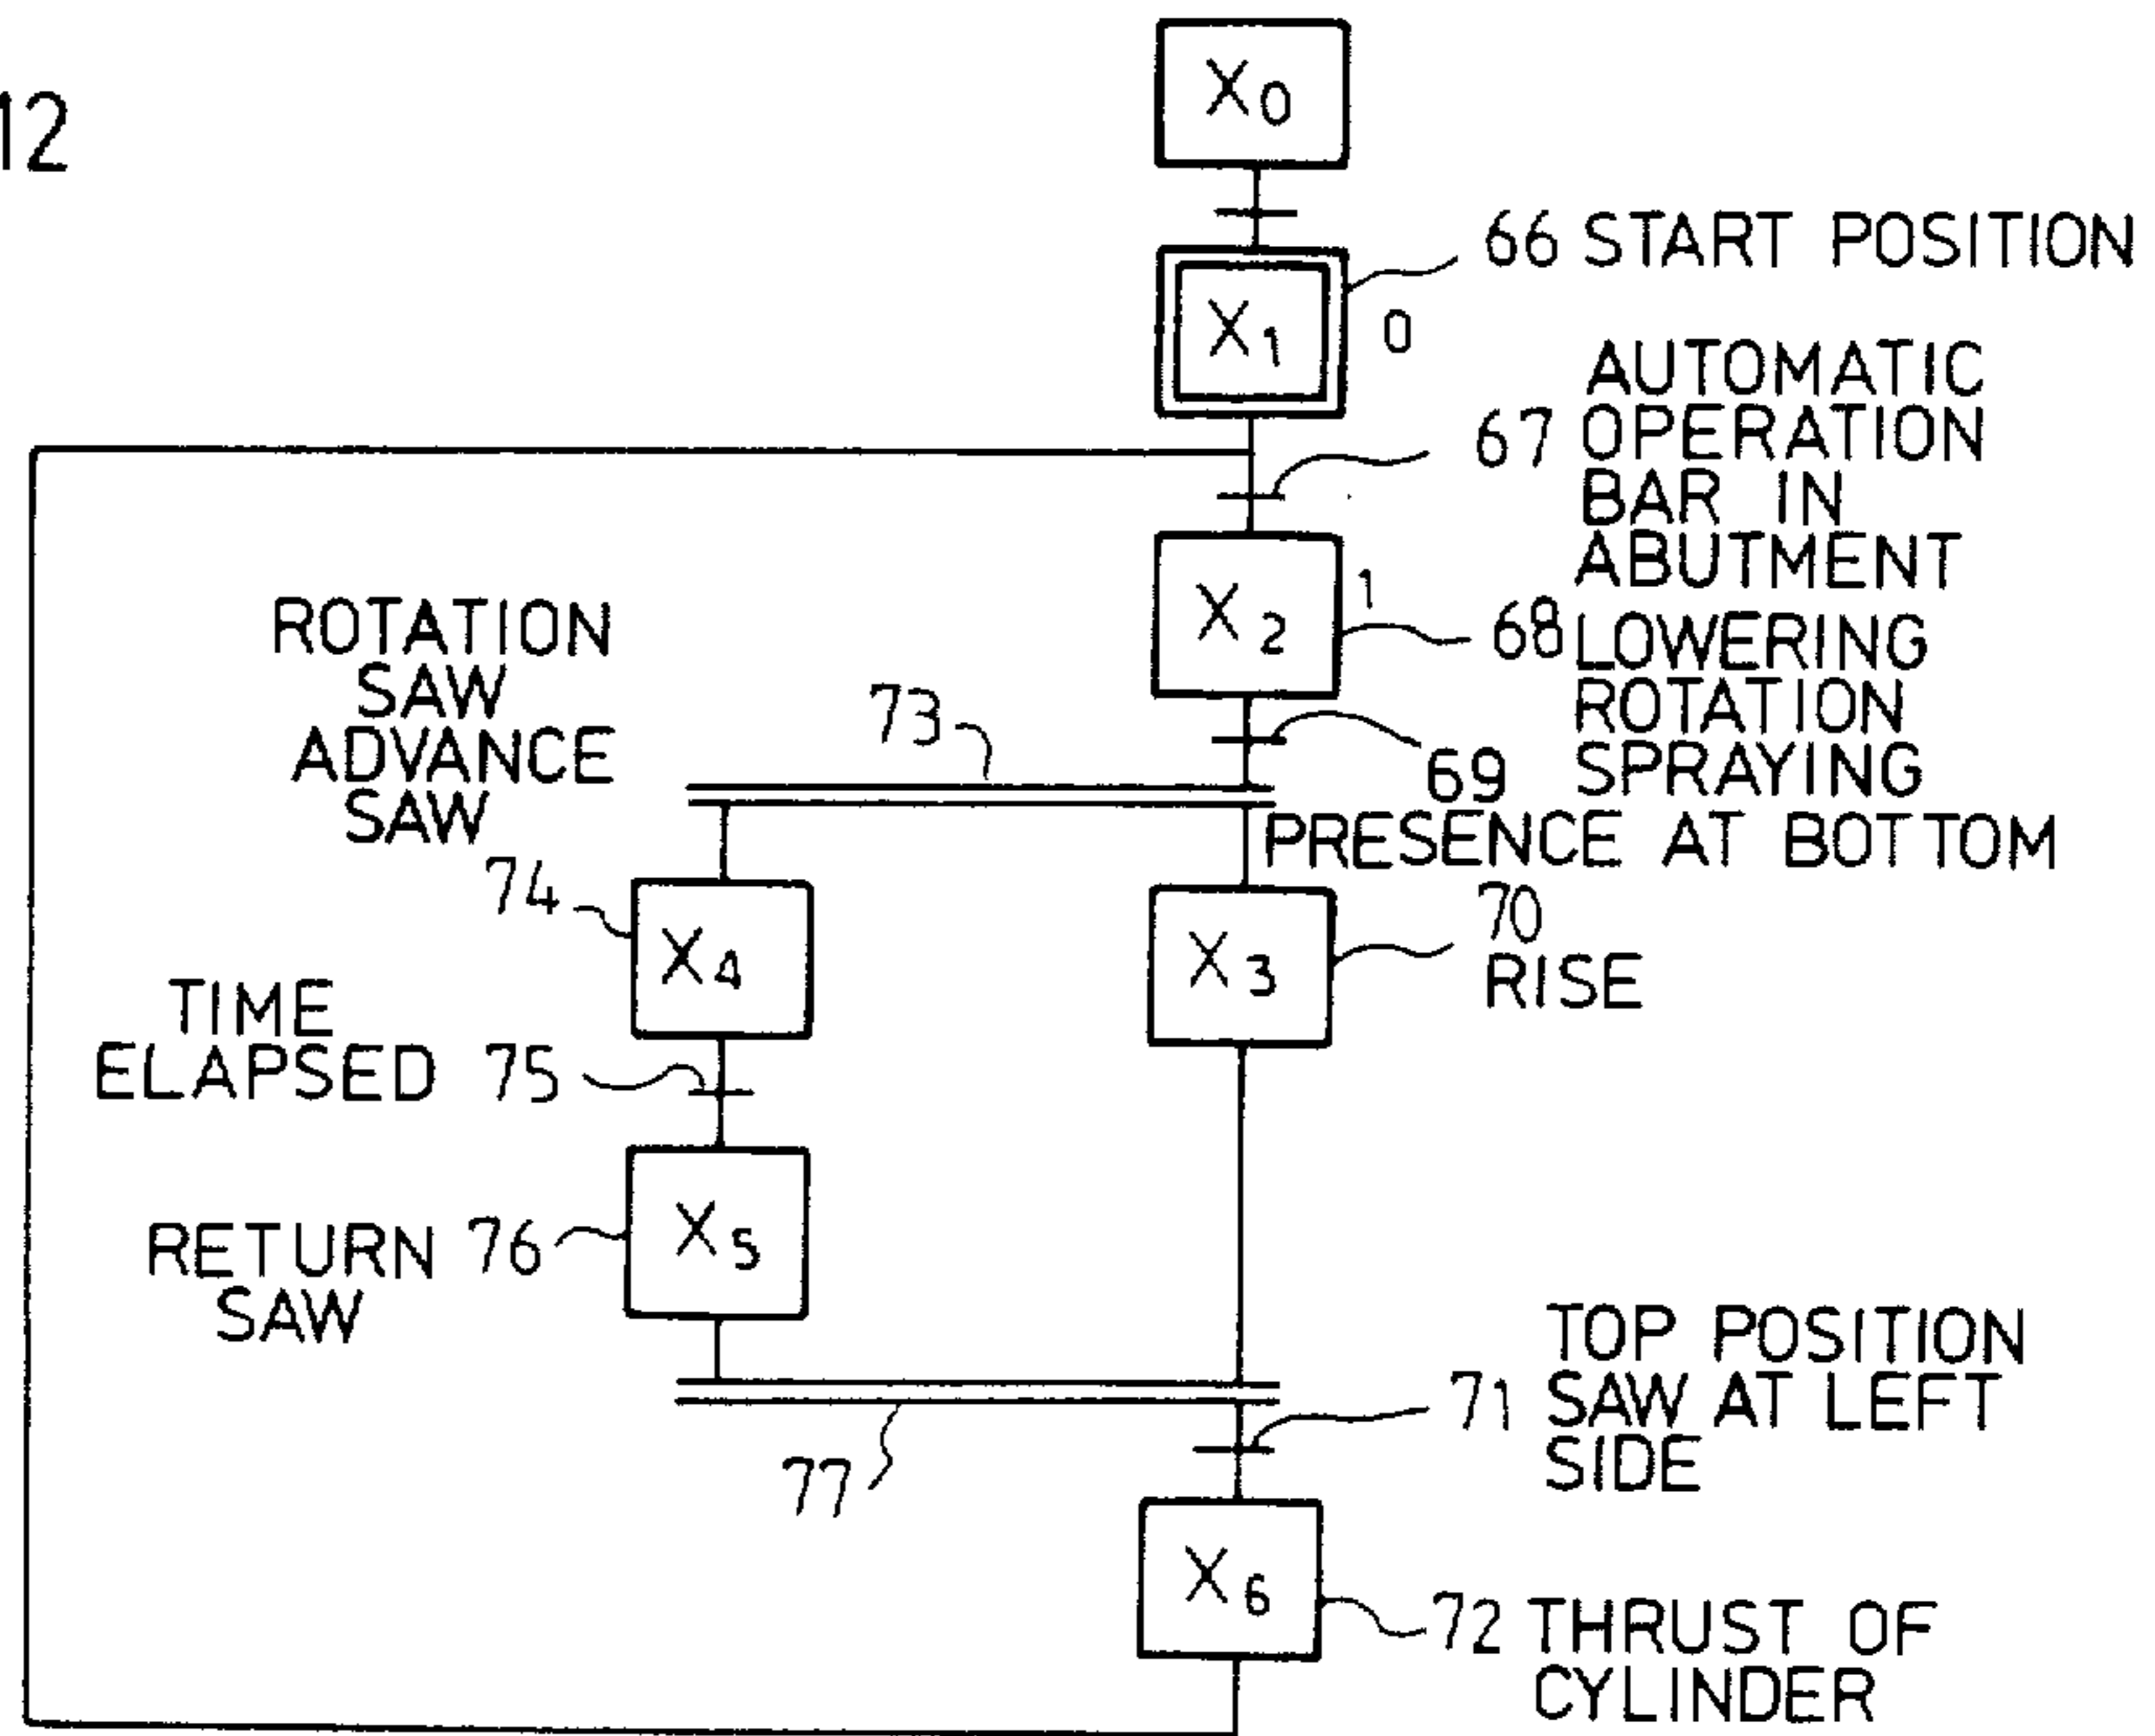 12
X0
66 START POSITION
X1
0
67
AUTOMATIC
OPERATION
BAR IN
ABUTMENT
X2
1
68
LOWERING
ROTATION
SPRAYING
69
PRESENCE AT BOTTOM
73
ROTATION
SAW
ADVANCE
SAW
74
X4
X3
70
RISE
TIME
ELAPSED 75
X5
RETURN 76
SAW
77
71
TOP POSITION
SAW AT LEFT
SIDE
X6
72 THRUST OF
CYLINDER